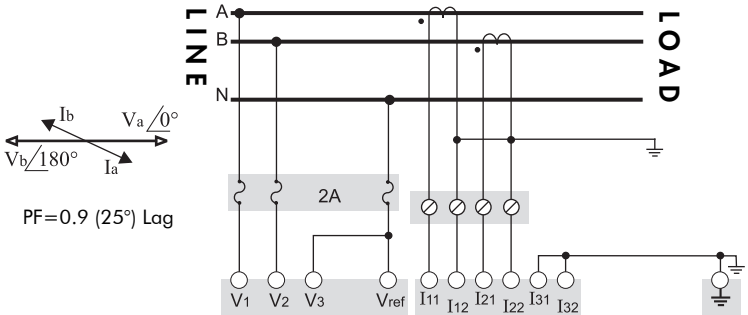 A
B
N
LINE
LOAD
Ib
Va/0°
Vb/180°
Ia
PF=0.9 (25°) Lag
2A
V1
V2
V3
Vref
I11
I12
I21
I22
I31
I32